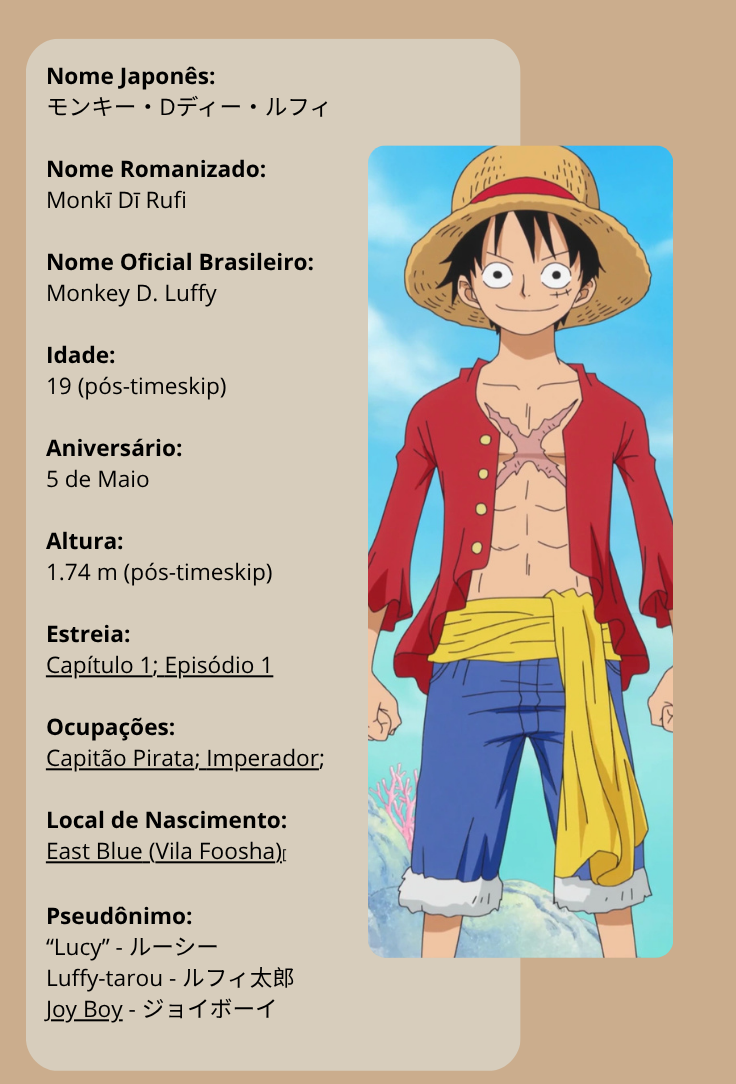 Nome Japonês:
モンキー・Dディー・ルフィ
Nome Romanizado:
Monkī Dī Rufi
Nome Oficial Brasileiro:
Monkey D. Luffy
Idade:
19 (pós-timeskip)
Aniversário:
5 de Maio
Altura:
1.74 m (pós-timeskip)
Estreia:
Capítulo 1; Episódio 1
Ocupações:
Capitão Pirata; Imperador;
Local de Nascimento:
East Blue (Vila Foosha)[
Pseudônimo:
“Lucy” - ルーシー
Luffy-tarou - ルフィ太郎
Joy Boy - ジョイボーイ